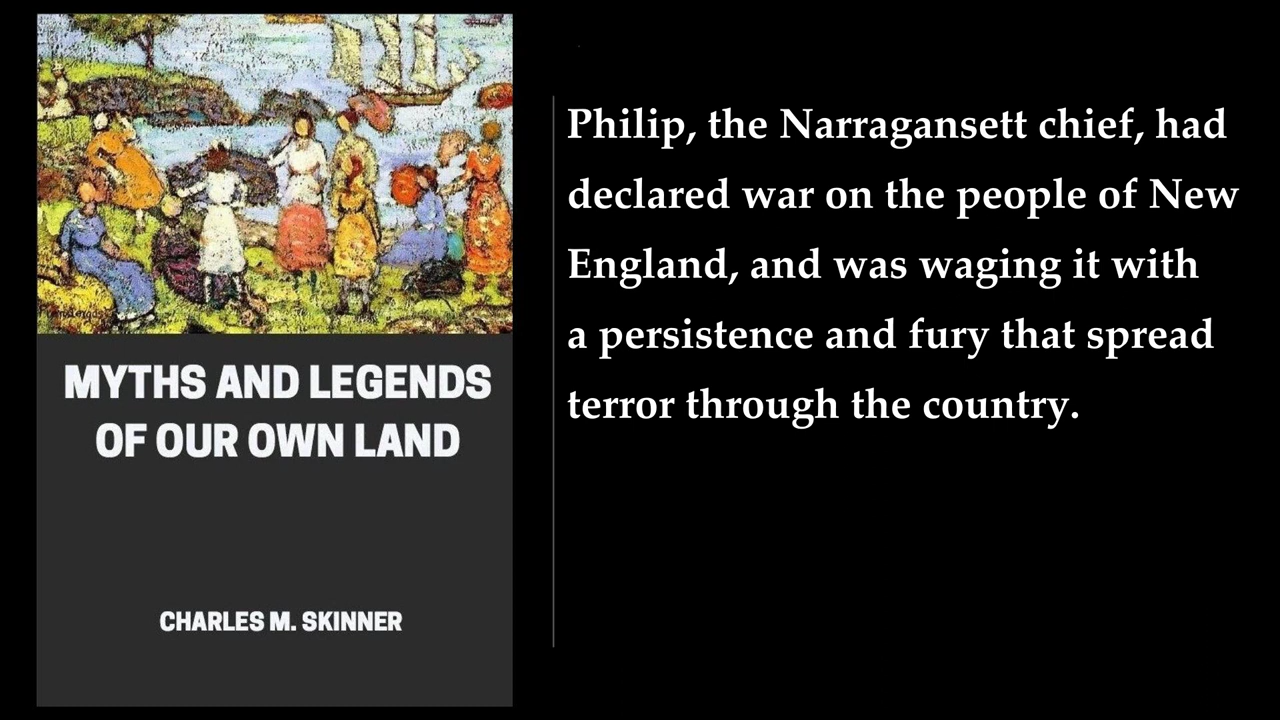 MYTHS AND LEGENDS
OF OUR OWN LAND
CHARLES M. SKINNER
Philip, the Narragansett chief, had
declared war on the people of New
England, and was waging it with
a persistence and fury that spread
terror through the country.